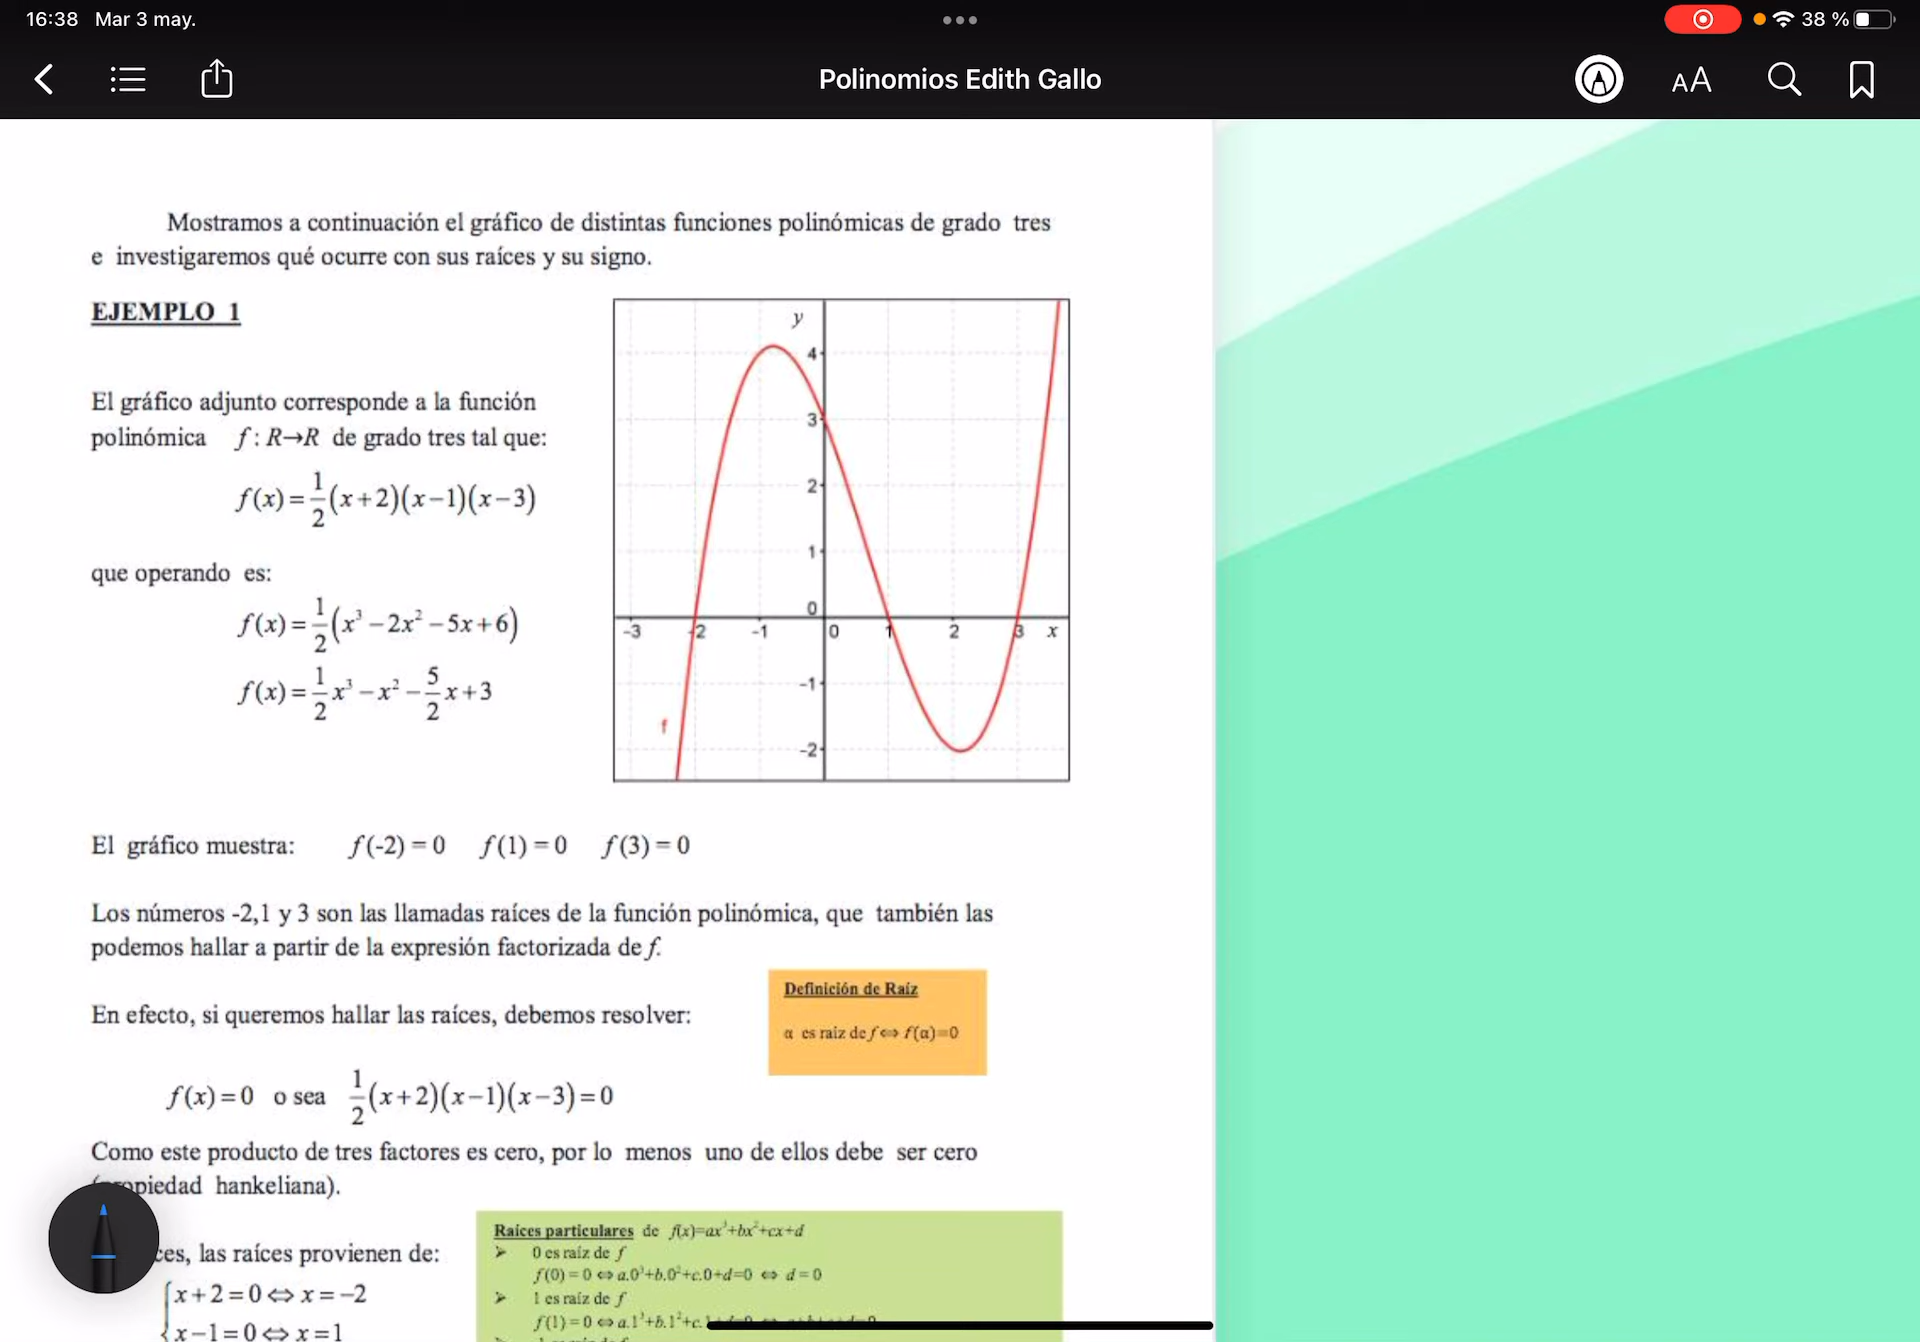 16:38 Mar 3 may.
38 %
Polinomios Edith Gallo
AA
Mostramos a continuación el gráfico de distintas funciones polinómicas de grado tres
e investigaremos qué ocurre con sus raíces y su signo.
EJEMPLO 1
El gráfico adjunto corresponde a la función
polinómica f: R→R de grado tres tal que:
f(x)=1/2(x+2)(x−1)(x−3)
que operando es:
f(x)=1/2(x³−2x²−5x+6)
f(x)=1/2x³−x²−5/2x+3
y
4
3
2
1
0
-3 -2 -1 0 1 2 3 x
-1
-2
f
El gráfico muestra: f(-2)=0 f(1)=0 f(3)=0
Los números -2,1 y 3 son las llamadas raíces de la función polinómica, que también las
podemos hallar a partir de la expresión factorizada de f.
Definición de Raíz
α es raíz de f⇔ f(α)=0
En efecto, si queremos hallar las raíces, debemos resolver:
f(x)=0 o sea 1/2(x+2)(x−1)(x−3)=0
Como este producto de tres factores es cero, por lo menos uno de ellos debe ser cero
hankeliana).
las raíces provienen de:
x+2=0⇔x=−2
x−1=0⇔x=1
Raíces particulares de f(x)=ax³+bx²+cx+d
➢ 0 es raíz de f
f(0)=0⇔a.0³+b.0²+c.0+d=0 ⇔ d=0
➢ 1 es raíz de f
f(1)=0⇔a.1³+b.1²+c.